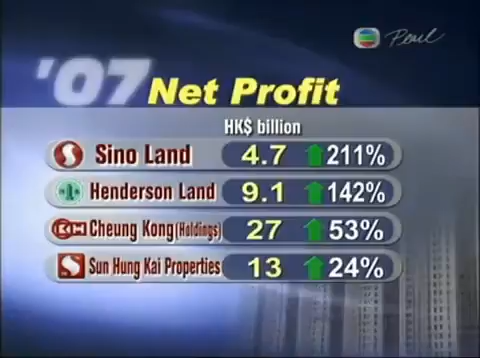 Pearl
'07 Net Profit
HK$ billion
Sino Land 4.7 211%
Henderson Land 9.1 142%
Cheung Kong (Holdings) 27 53%
Sun Hung Kai Properties 13 24%